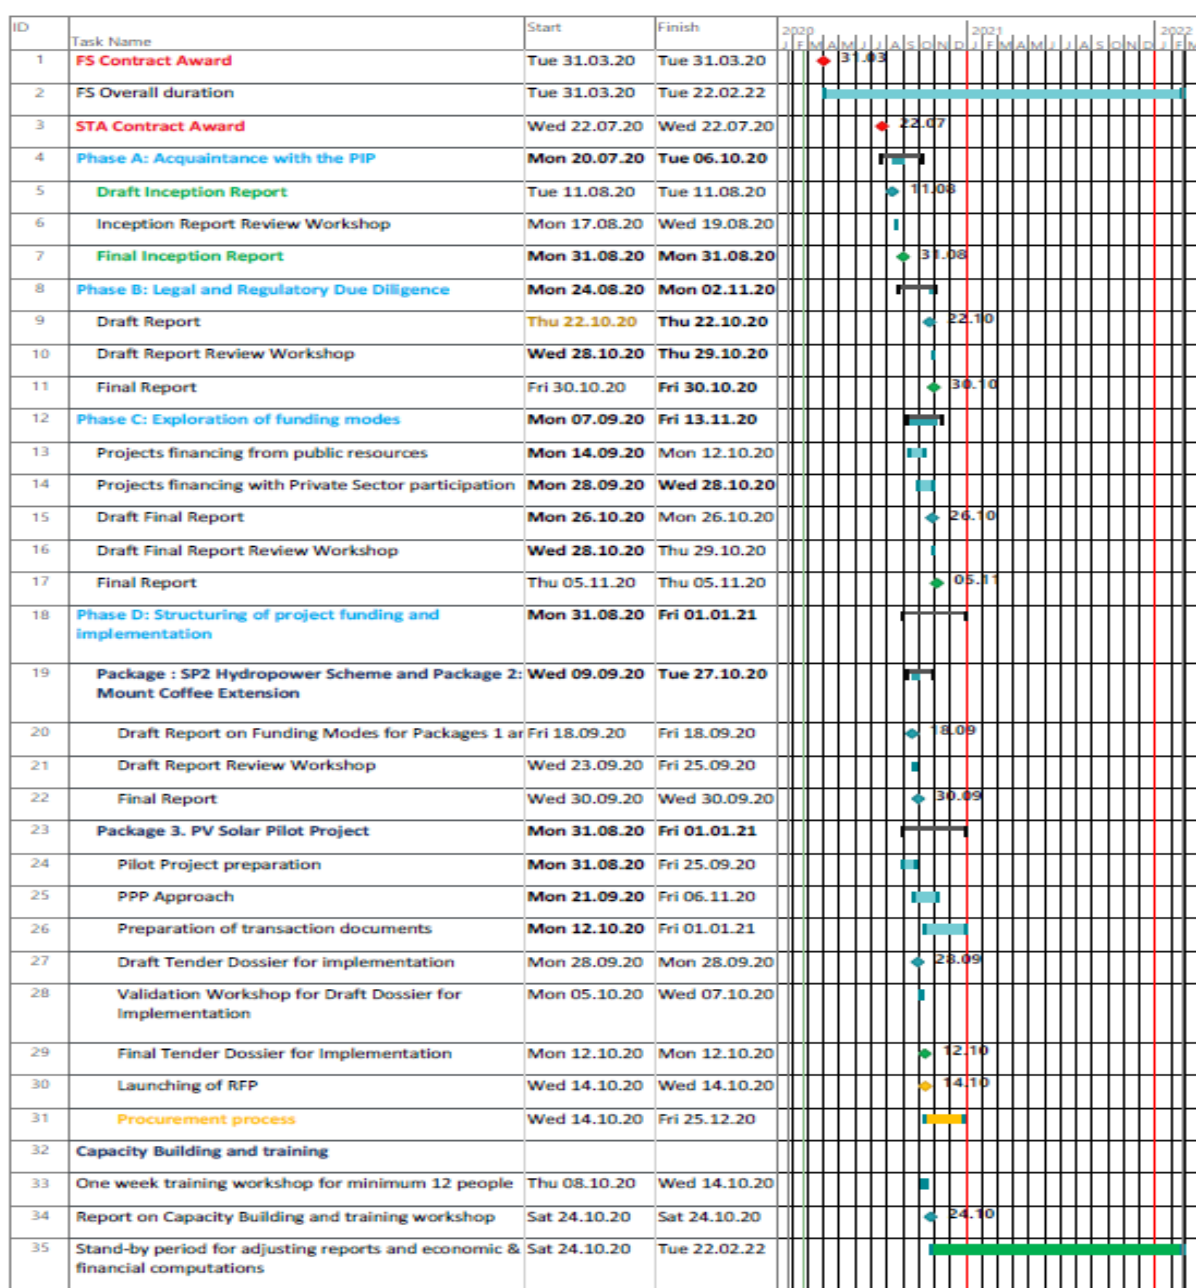 ID Task Name Start Finish 2020 2021 2022
J F M A M J J A S O N D J F M A M J J A S O N D J F M
1 FS Contract Award Tue 31.03.20 Tue 31.03.20 31.03
2 FS Overall duration Tue 31.03.20 Tue 22.02.22
3 STA Contract Award Wed 22.07.20 Wed 22.07.20 22.07
4 Phase A: Acquaintance with the PIP Mon 20.07.20 Tue 06.10.20
5 Draft Inception Report Tue 11.08.20 Tue 11.08.20 11.08
6 Inception Report Review Workshop Mon 17.08.20 Wed 19.08.20
7 Final Inception Report Mon 31.08.20 Mon 31.08.20 31.08
8 Phase B: Legal and Regulatory Due Diligence Mon 24.08.20 Mon 02.11.20
9 Draft Report Thu 22.10.20 Thu 22.10.20 22.10
10 Draft Report Review Workshop Wed 28.10.20 Thu 29.10.20
11 Final Report Fri 30.10.20 Fri 30.10.20 30.10
12 Phase C: Exploration of funding modes Mon 07.09.20 Fri 13.11.20
13 Projects financing from public resources Mon 14.09.20 Mon 12.10.20
14 Projects financing with Private Sector participation Mon 28.09.20 Wed 28.10.20
15 Draft Final Report Mon 26.10.20 Mon 26.10.20 26.10
16 Draft Final Report Review Workshop Wed 28.10.20 Thu 29.10.20
17 Final Report Thu 05.11.20 Thu 05.11.20 05.11
18 Phase D: Structuring of project funding and Mon 31.08.20 Fri 01.01.21
implementation
19 Package : SP2 Hydropower Scheme and Package 2: Wed 09.09.20 Tue 27.10.20
Mount Coffee Extension
20 Draft Report on Funding Modes for Packages 1 ar Fri 18.09.20 Fri 18.09.20 18.09
21 Draft Report Review Workshop Wed 23.09.20 Fri 25.09.20
22 Final Report Wed 30.09.20 Wed 30.09.20 30.09
23 Package 3. PV Solar Pilot Project Mon 31.08.20 Fri 01.01.21
24 Pilot Project preparation Mon 31.08.20 Fri 25.09.20
25 PPP Approach Mon 21.09.20 Fri 06.11.20
26 Preparation of transaction documents Mon 12.10.20 Fri 01.01.21
27 Draft Tender Dossier for implementation Mon 28.09.20 Mon 28.09.20 28.09
28 Validation Workshop for Draft Dossier for Mon 05.10.20 Wed 07.10.20
Implementation
29 Final Tender Dossier for Implementation Mon 12.10.20 Mon 12.10.20 12.10
30 Launching of RFP Wed 14.10.20 Wed 14.10.20 14.10
31 Procurement process Wed 14.10.20 Fri 25.12.20
32 Capacity Building and training
33 One week training workshop for minimum 12 people Thu 08.10.20 Wed 14.10.20
34 Report on Capacity Building and training workshop Sat 24.10.20 Sat 24.10.20 24.10
35 Stand-by period for adjusting reports and economic & Sat 24.10.20 Tue 22.02.22
financial computations